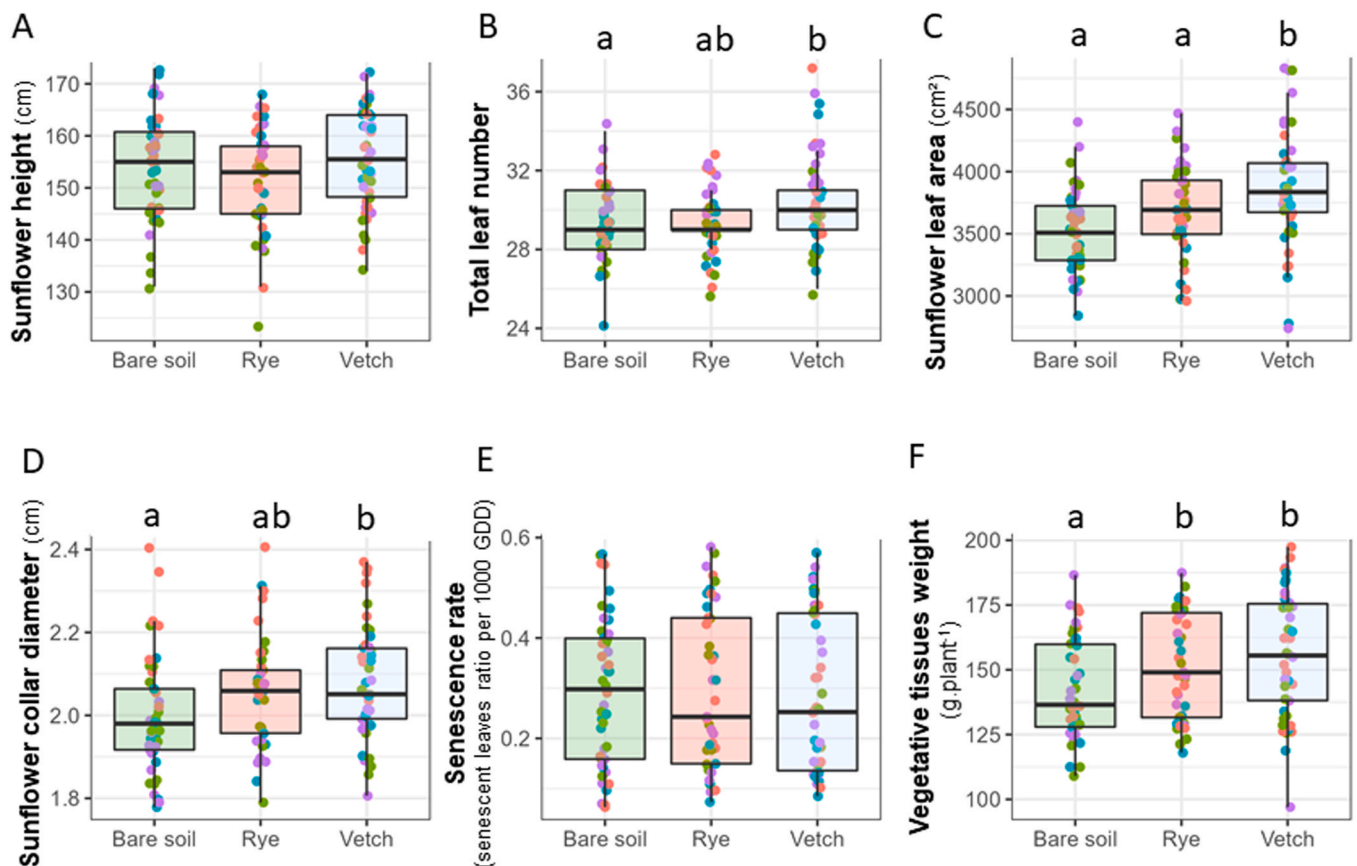 A
Sunflower height (cm)
170
160
150
140
130
Bare soil Rye Vetch
B
a ab b
Total leaf number
36
32
28
24
Bare soil Rye Vetch
C
a a b
Sunflower leaf area (cm²)
4500
4000
3500
3000
Bare soil Rye Vetch
D
a ab b
Sunflower collar diameter (cm)
2.4
2.2
2.0
1.8
Bare soil Rye Vetch
E
Senescence rate
(senescent leaves ratio per 1000 GDD)
0.6
0.4
0.2
Bare soil Rye Vetch
F
a b b
Vegetative tissues weight
(g.plant⁻¹)
200
175
150
125
100
Bare soil Rye Vetch